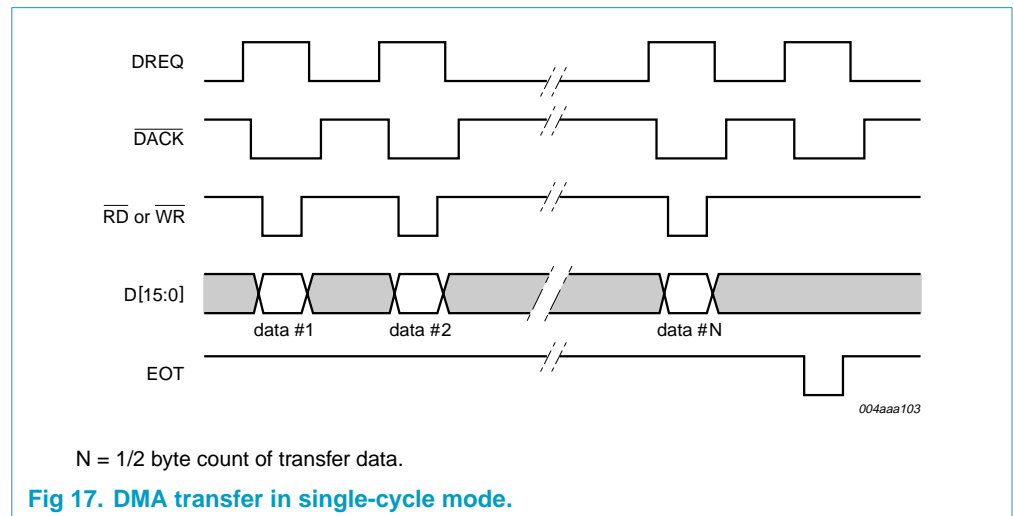 DREQ
DACK
RD or WR
D[15:0]
data #1 data #2 data #N
EOT
004aaa103
N = 1/2 byte count of transfer data.
Fig 17. DMA transfer in single-cycle mode.